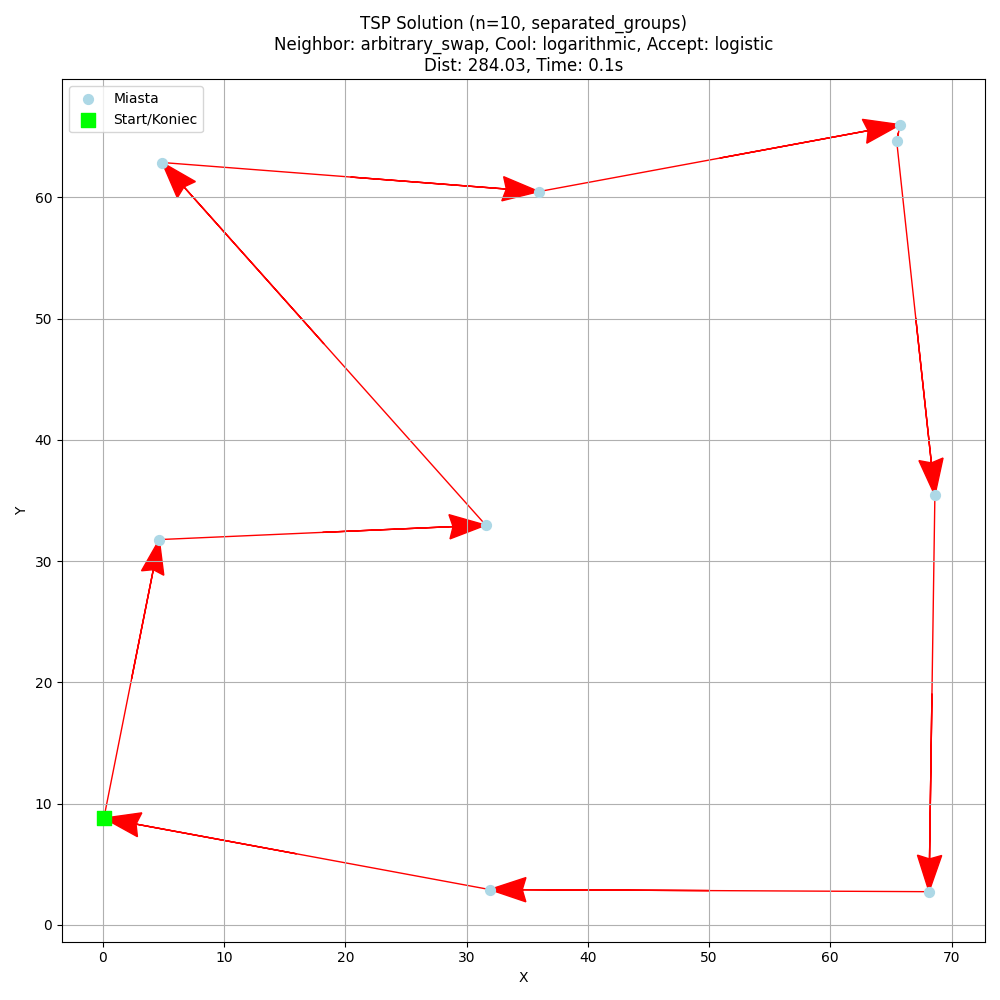 TSP Solution (n=10, separated_groups)
Neighbor: arbitrary_swap, Cool: logarithmic, Accept: logistic
Dist: 284.03, Time: 0.1s
Miasta
Start/Koniec
60
50
40
30
20
10
0
Y
0 10 20 30 40 50 60 70
X